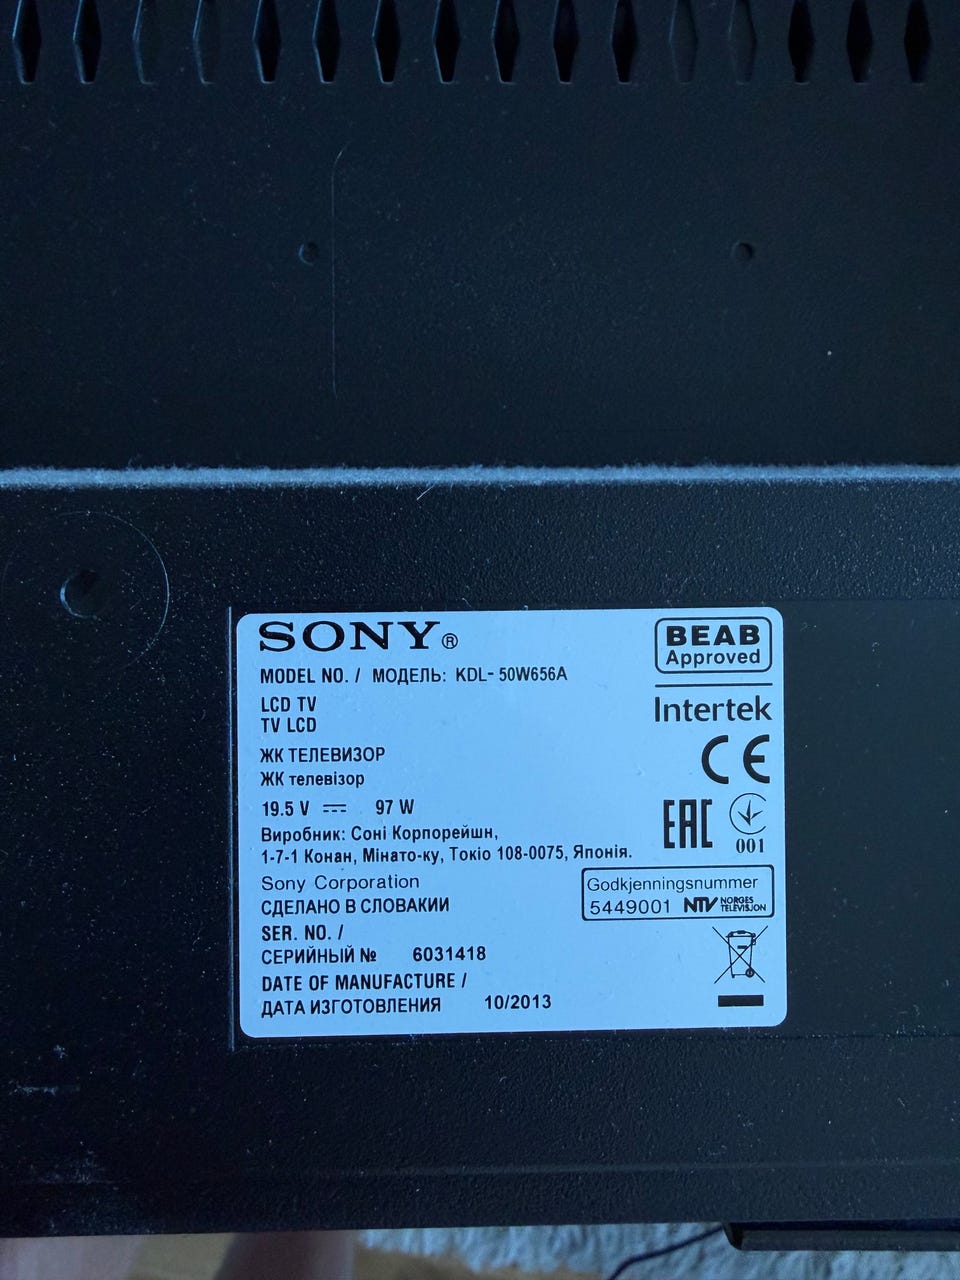 SONY®
MODEL NO. / МОДЕЛЬ: KDL- 50W656A
LCD TV
TV LCD
ЖК ТЕЛЕВИЗОР
ЖК телевізор
19.5 V ⎓ 97 W
Виробник: Соні Корпорейшн,
1-7-1 Конан, Мінато-ку, Токіо 108-0075, Японія.
Sony Corporation
СДЕЛАНО В СЛОВАКИИ
SER. NO. /
СЕРИЙНЫЙ № 6031418
DATE OF MANUFACTURE /
ДАТА ИЗГОТОВЛЕНИЯ 10/2013
BEAB
Approved
Intertek
CE
EAC
001
Godkjenningsnummer
5449001 NTV NORGES
TELEVISJON